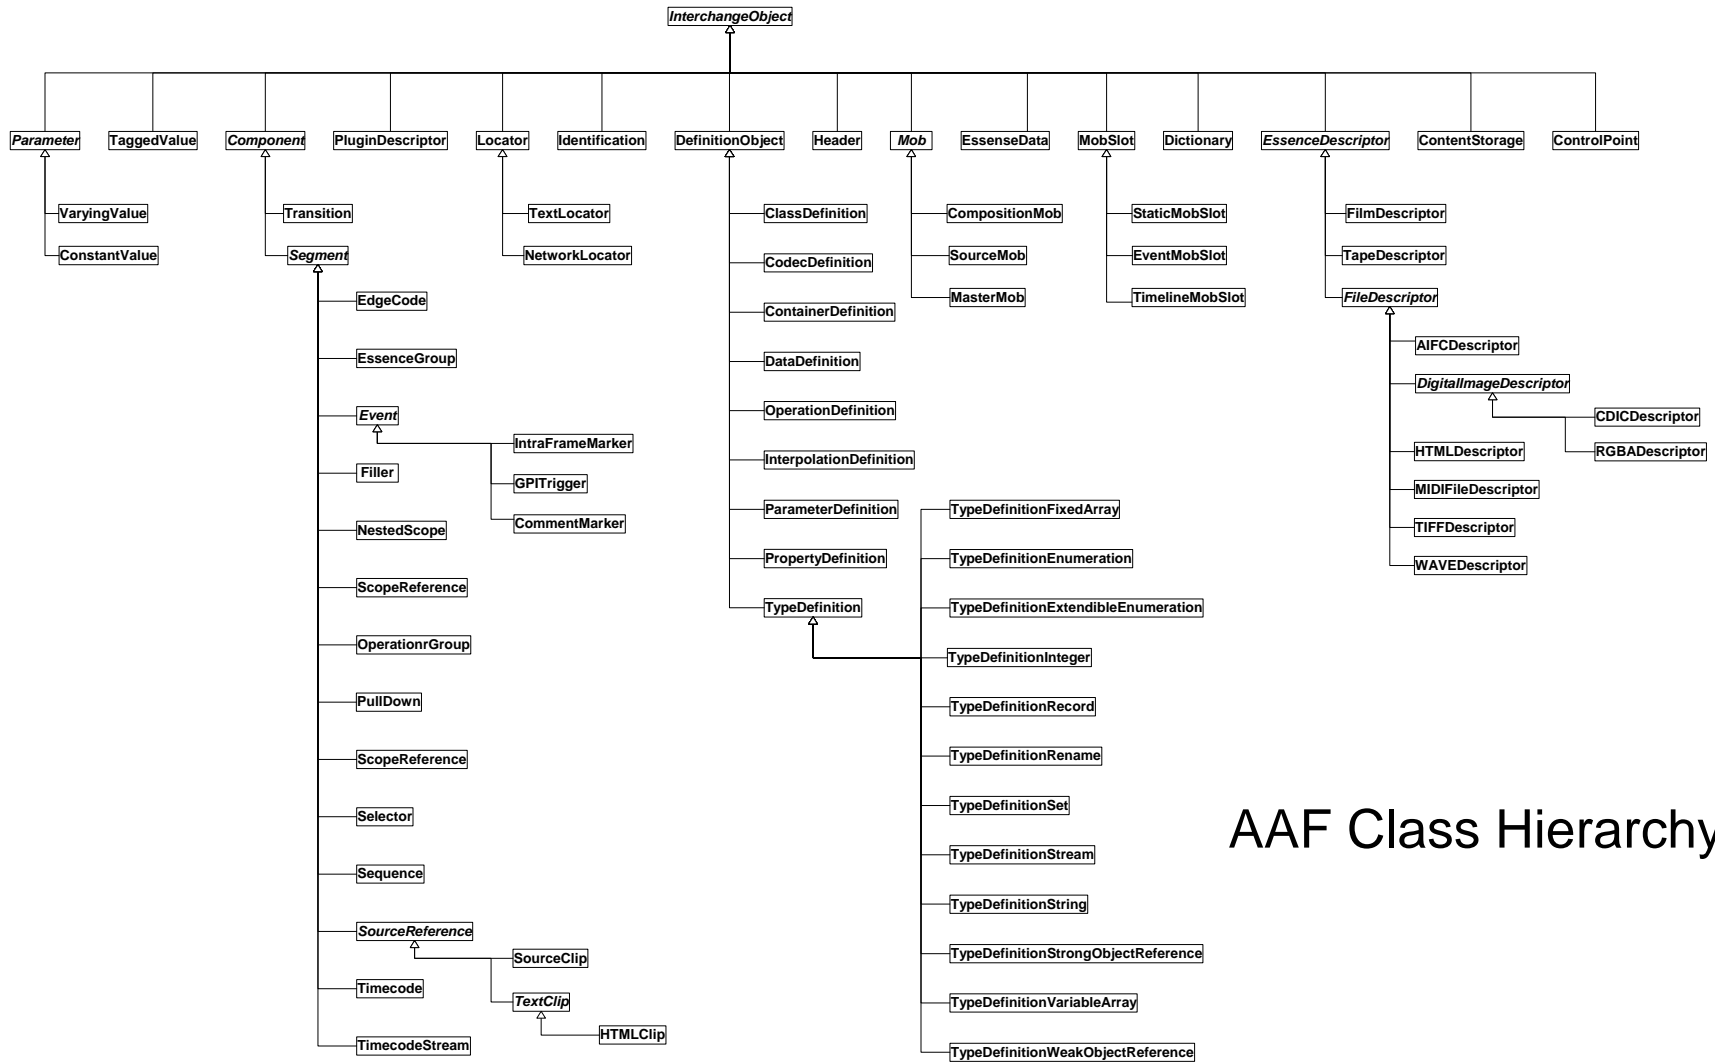 InterchangeObject
Parameter
TaggedValue
Component
PluginDescriptor
Locator
Identification
DefinitionObject
Header
Mob
EssenseData
MobSlot
Dictionary
EssenceDescriptor
ContentStorage
ControlPoint
VaryingValue
ConstantValue
Transition
Segment
EdgeCode
EssenceGroup
Event
IntraFrameMarker
GPITrigger
CommentMarker
Filler
NestedScope
ScopeReference
OperationrGroup
PullDown
ScopeReference
Selector
Sequence
SourceReference
SourceClip
TextClip
HTMLClip
Timecode
TimecodeStream
TextLocator
NetworkLocator
ClassDefinition
CodecDefinition
ContainerDefinition
DataDefinition
OperationDefinition
InterpolationDefinition
ParameterDefinition
PropertyDefinition
TypeDefinition
TypeDefinitionFixedArray
TypeDefinitionEnumeration
TypeDefinitionExtendibleEnumeration
TypeDefinitionInteger
TypeDefinitionRecord
TypeDefinitionRename
TypeDefinitionSet
TypeDefinitionStream
TypeDefinitionString
TypeDefinitionStrongObjectReference
TypeDefinitionVariableArray
TypeDefinitionWeakObjectReference
CompositionMob
SourceMob
MasterMob
StaticMobSlot
EventMobSlot
TimelineMobSlot
FilmDescriptor
TapeDescriptor
FileDescriptor
AIFCDescriptor
DigitalImageDescriptor
CDICDescriptor
RGBADescriptor
HTMLDescriptor
MIDIFileDescriptor
TIFFDescriptor
WAVEDescriptor
AAF Class Hierarchy